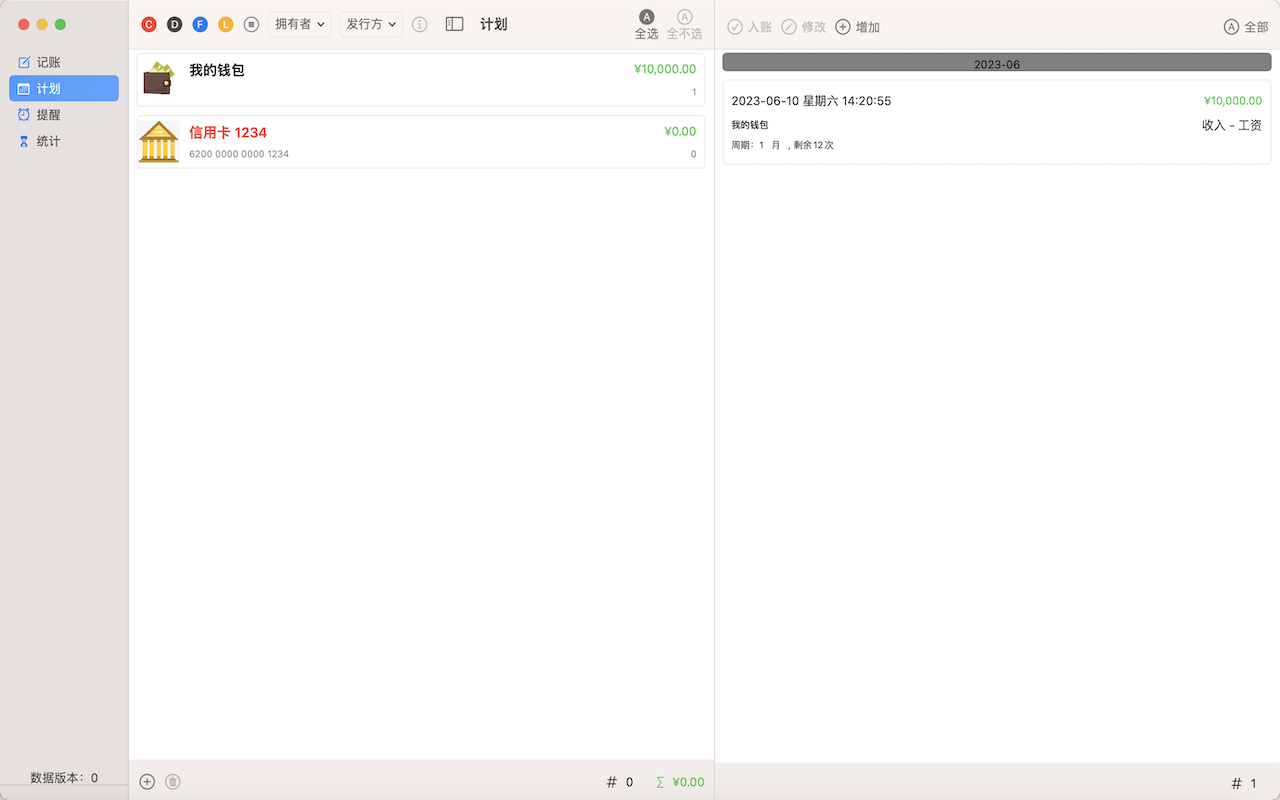 记账
计划
提醒
统计
数据版本：0
C D F L 拥有者 发行方 计划
A 全选 A 全不选
我的钱包 ¥10,000.00
1
信用卡 1234 ¥0.00
6200 0000 0000 1234 0
# 0 ∑ ¥0.00
入账 修改 增加 A 全部
2023-06
2023-06-10 星期六 14:20:55 ¥10,000.00
我的钱包 收入 - 工资
周期：1 月 , 剩余12次
# 1